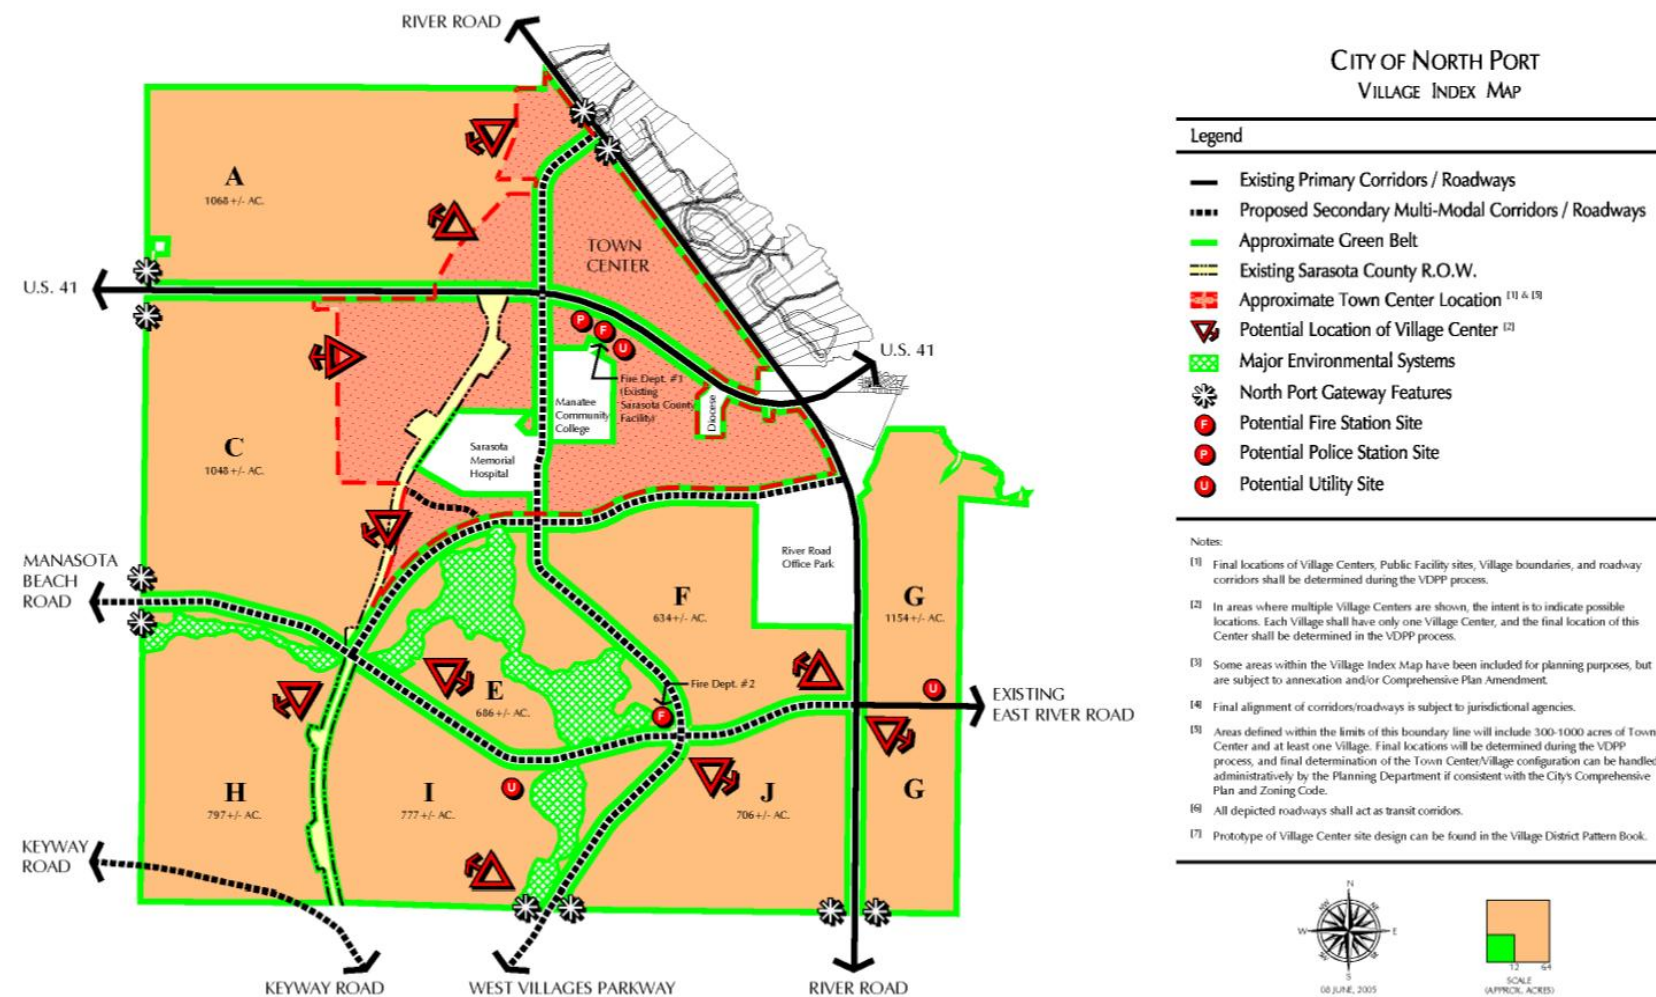 RIVER ROAD
A
1068 +/- AC.
TOWN
CENTER
U.S. 41
P
F
U
U.S. 41
Fire Dept. #1
(Existing
Sarasota County
Facility)
Manatee
Community
College
Diocese
C
1048 +/- AC.
Sarasota
Memorial
Hospital
MANASOTA
BEACH
ROAD
River Road
Office Park
F
634 +/- AC.
G
1154 +/- AC.
E
686 +/- AC.
Fire Dept. #2
F
U
EXISTING
EAST RIVER ROAD
H
797 +/- AC.
I
777 +/- AC.
U
J
706 +/- AC.
G
KEYWAY
ROAD
KEYWAY ROAD
WEST VILLAGES PARKWAY
RIVER ROAD
CITY OF NORTH PORT
VILLAGE INDEX MAP
Legend
Existing Primary Corridors / Roadways
Proposed Secondary Multi-Modal Corridors / Roadways
Approximate Green Belt
Existing Sarasota County R.O.W.
Approximate Town Center Location [1] & [5]
Potential Location of Village Center [2]
Major Environmental Systems
North Port Gateway Features
F Potential Fire Station Site
P Potential Police Station Site
U Potential Utility Site
Notes:
[1] Final locations of Village Centers, Public Facility sites, Village boundaries, and roadway
corridors shall be determined during the VDPP process.
[2] In areas where multiple Village Centers are shown, the intent is to indicate possible
locations. Each Village shall have only one Village Center, and the final location of this
Center shall be determined in the VDPP process.
[3] Some areas within the Village Index Map have been included for planning purposes, but
are subject to annexation and/or Comprehensive Plan Amendment.
[4] Final alignment of corridors/roadways is subject to jurisdictional agencies.
[5] Areas defined within the limits of this boundary line will include 300-1000 acres of Town
Center and at least one Village. Final locations will be determined during the VDPP
process, and final determination of the Town Center/Village configuration can be handled
administratively by the Planning Department if consistent with the City's Comprehensive
Plan and Zoning Code.
[6] All depicted roadways shall act as transit corridors.
[7] Prototype of Village Center site design can be found in the Village District Pattern Book.
N
NW NE
W E
SW SE
S
08 JUNE, 2005
12 64
SCALE
(APPROX. ACRES)